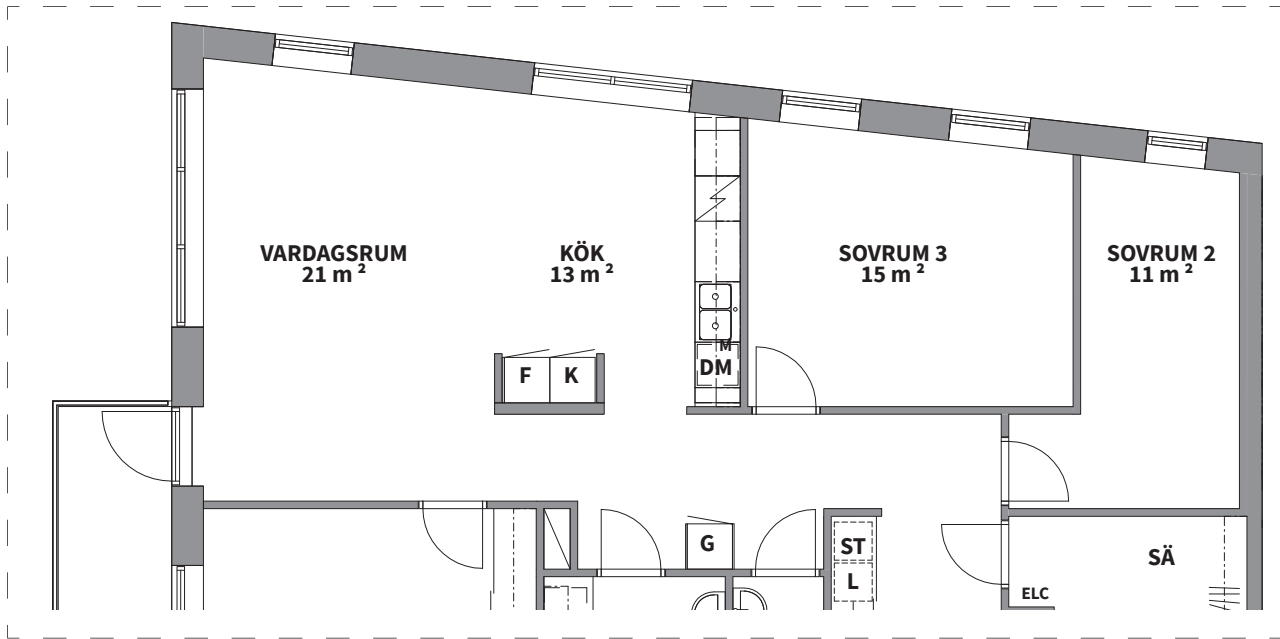 VARDAGSRUM
21 m ²
KÖK
13 m ²
SOVRUM 3
15 m ²
SOVRUM 2
11 m ²
M
DM
F
K
G
ST
L
SÄ
ELC